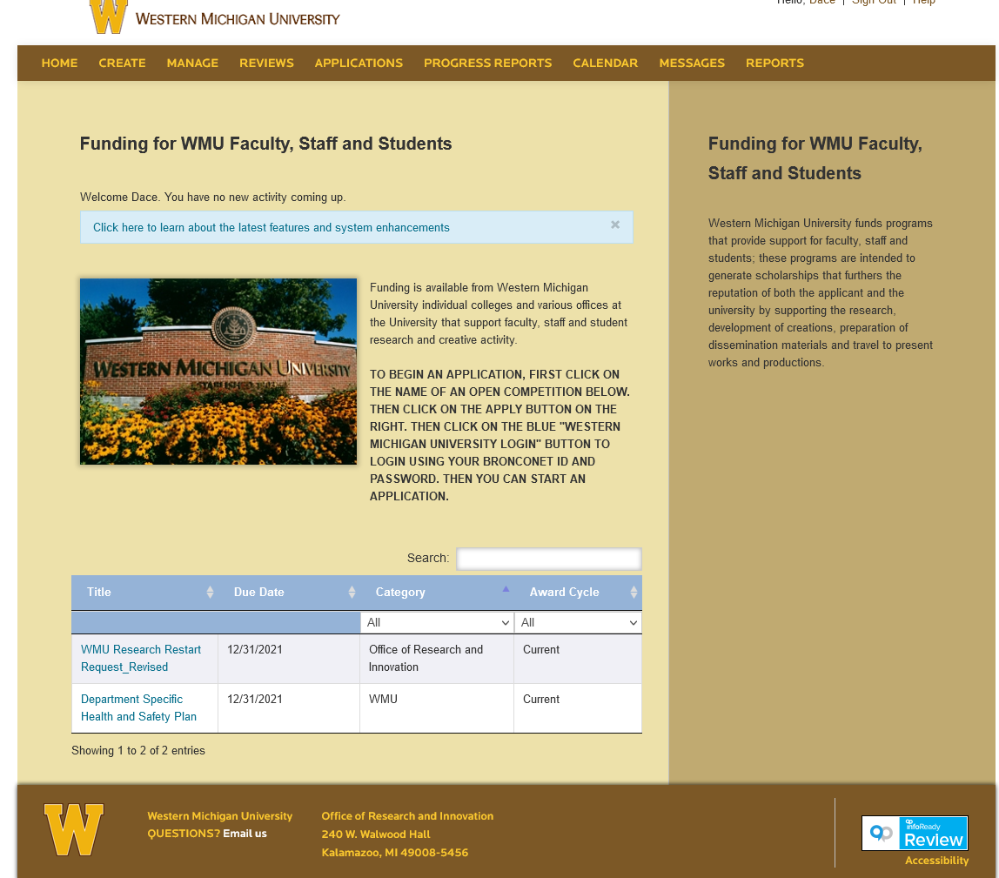 Hello, Dace | Sign Out | Help
WESTERN MICHIGAN UNIVERSITY
HOME CREATE MANAGE REVIEWS APPLICATIONS PROGRESS REPORTS CALENDAR MESSAGES REPORTS
Funding for WMU Faculty, Staff and Students
Welcome Dace. You have no new activity coming up.
Click here to learn about the latest features and system enhancements
WESTERN MICHIGAN UNIVERSITY
Funding is available from Western Michigan
University individual colleges and various offices at
the University that support faculty, staff and student
research and creative activity.
TO BEGIN AN APPLICATION, FIRST CLICK ON
THE NAME OF AN OPEN COMPETITION BELOW.
THEN CLICK ON THE APPLY BUTTON ON THE
RIGHT. THEN CLICK ON THE BLUE "WESTERN
MICHIGAN UNIVERSITY LOGIN" BUTTON TO
LOGIN USING YOUR BRONCONET ID AND
PASSWORD. THEN YOU CAN START AN
APPLICATION.
Search:
Title Due Date Category Award Cycle
All All
WMU Research Restart
Request_Revised
12/31/2021
Office of Research and
Innovation
Current
Department Specific
Health and Safety Plan
12/31/2021
WMU
Current
Showing 1 to 2 of 2 entries
Funding for WMU Faculty,
Staff and Students
Western Michigan University funds programs
that provide support for faculty, staff and
students; these programs are intended to
generate scholarships that furthers the
reputation of both the applicant and the
university by supporting the research,
development of creations, preparation of
dissemination materials and travel to present
works and productions.
W
Western Michigan University
QUESTIONS? Email us
Office of Research and Innovation
240 W. Walwood Hall
Kalamazoo, MI 49008-5456
infoReady
Review
Accessibility